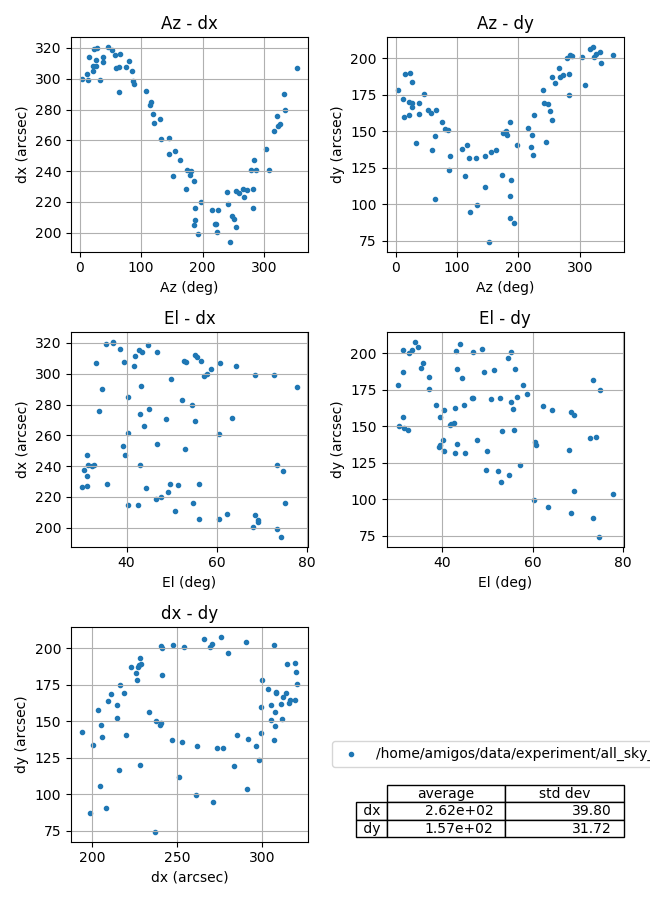 Az - dx
320
300
280
260
240
220
200
dx (arcsec)
0
100
200
300
Az (deg)
Az - dy
200
175
150
125
100
75
dy (arcsec)
0
100
200
300
Az (deg)
El - dx
320
300
280
260
240
220
200
dx (arcsec)
40
60
80
El (deg)
El - dy
200
175
150
125
100
75
dy (arcsec)
40
60
80
El (deg)
dx - dy
200
175
150
125
100
75
dy (arcsec)
200
250
300
dx (arcsec)
/home/amigos/data/experiment/all_sky_
average std dev
dx 2.62e+02 39.80
dy 1.57e+02 31.72